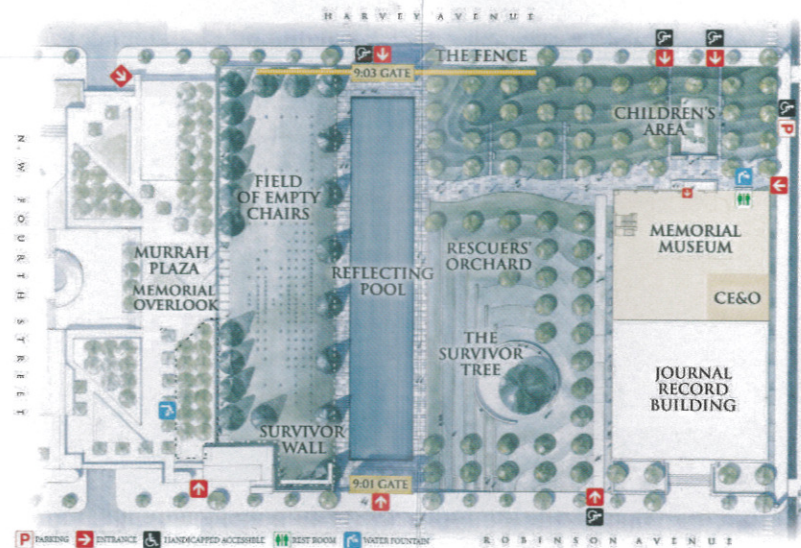 HARVEY AVENUE
THE FENCE
9:03 GATE
CHILDREN'S
AREA
P
N.W. FOURTH STREET
FIELD
OF EMPTY
CHAIRS
MURRAH
PLAZA
MEMORIAL
OVERLOOK
REFLECTING
POOL
RESCUERS'
ORCHARD
MEMORIAL
MUSEUM
CE&O
THE
SURVIVOR
TREE
JOURNAL
RECORD
BUILDING
SURVIVOR
WALL
9:01 GATE
P PARKING
ENTRANCE
HANDICAPPED ACCESSIBLE
REST ROOM
WATER FOUNTAIN
ROBINSON AVENUE